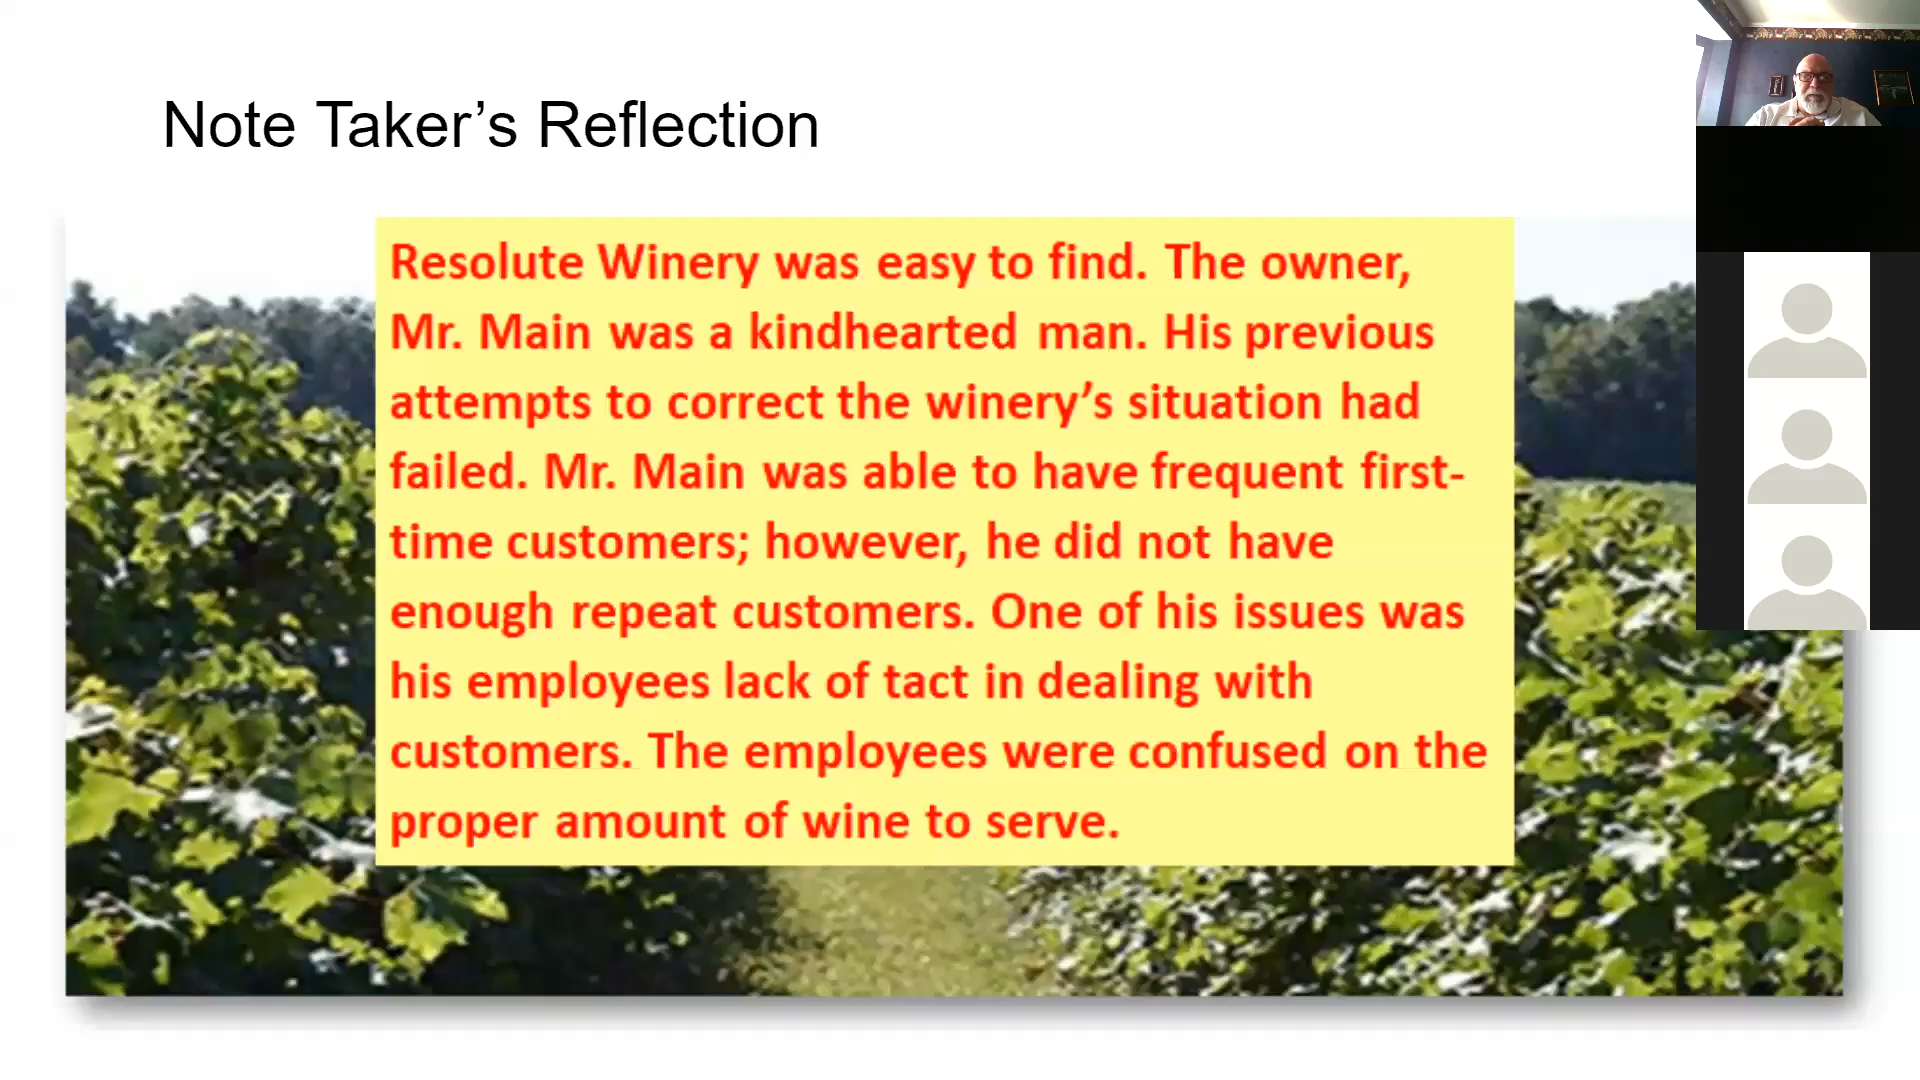 Note Taker’s Reflection
Resolute Winery was easy to find. The owner,
Mr. Main was a kindhearted man. His previous
attempts to correct the winery’s situation had
failed. Mr. Main was able to have frequent first-
time customers; however, he did not have
enough repeat customers. One of his issues was
his employees lack of tact in dealing with
customers. The employees were confused on the
proper amount of wine to serve.